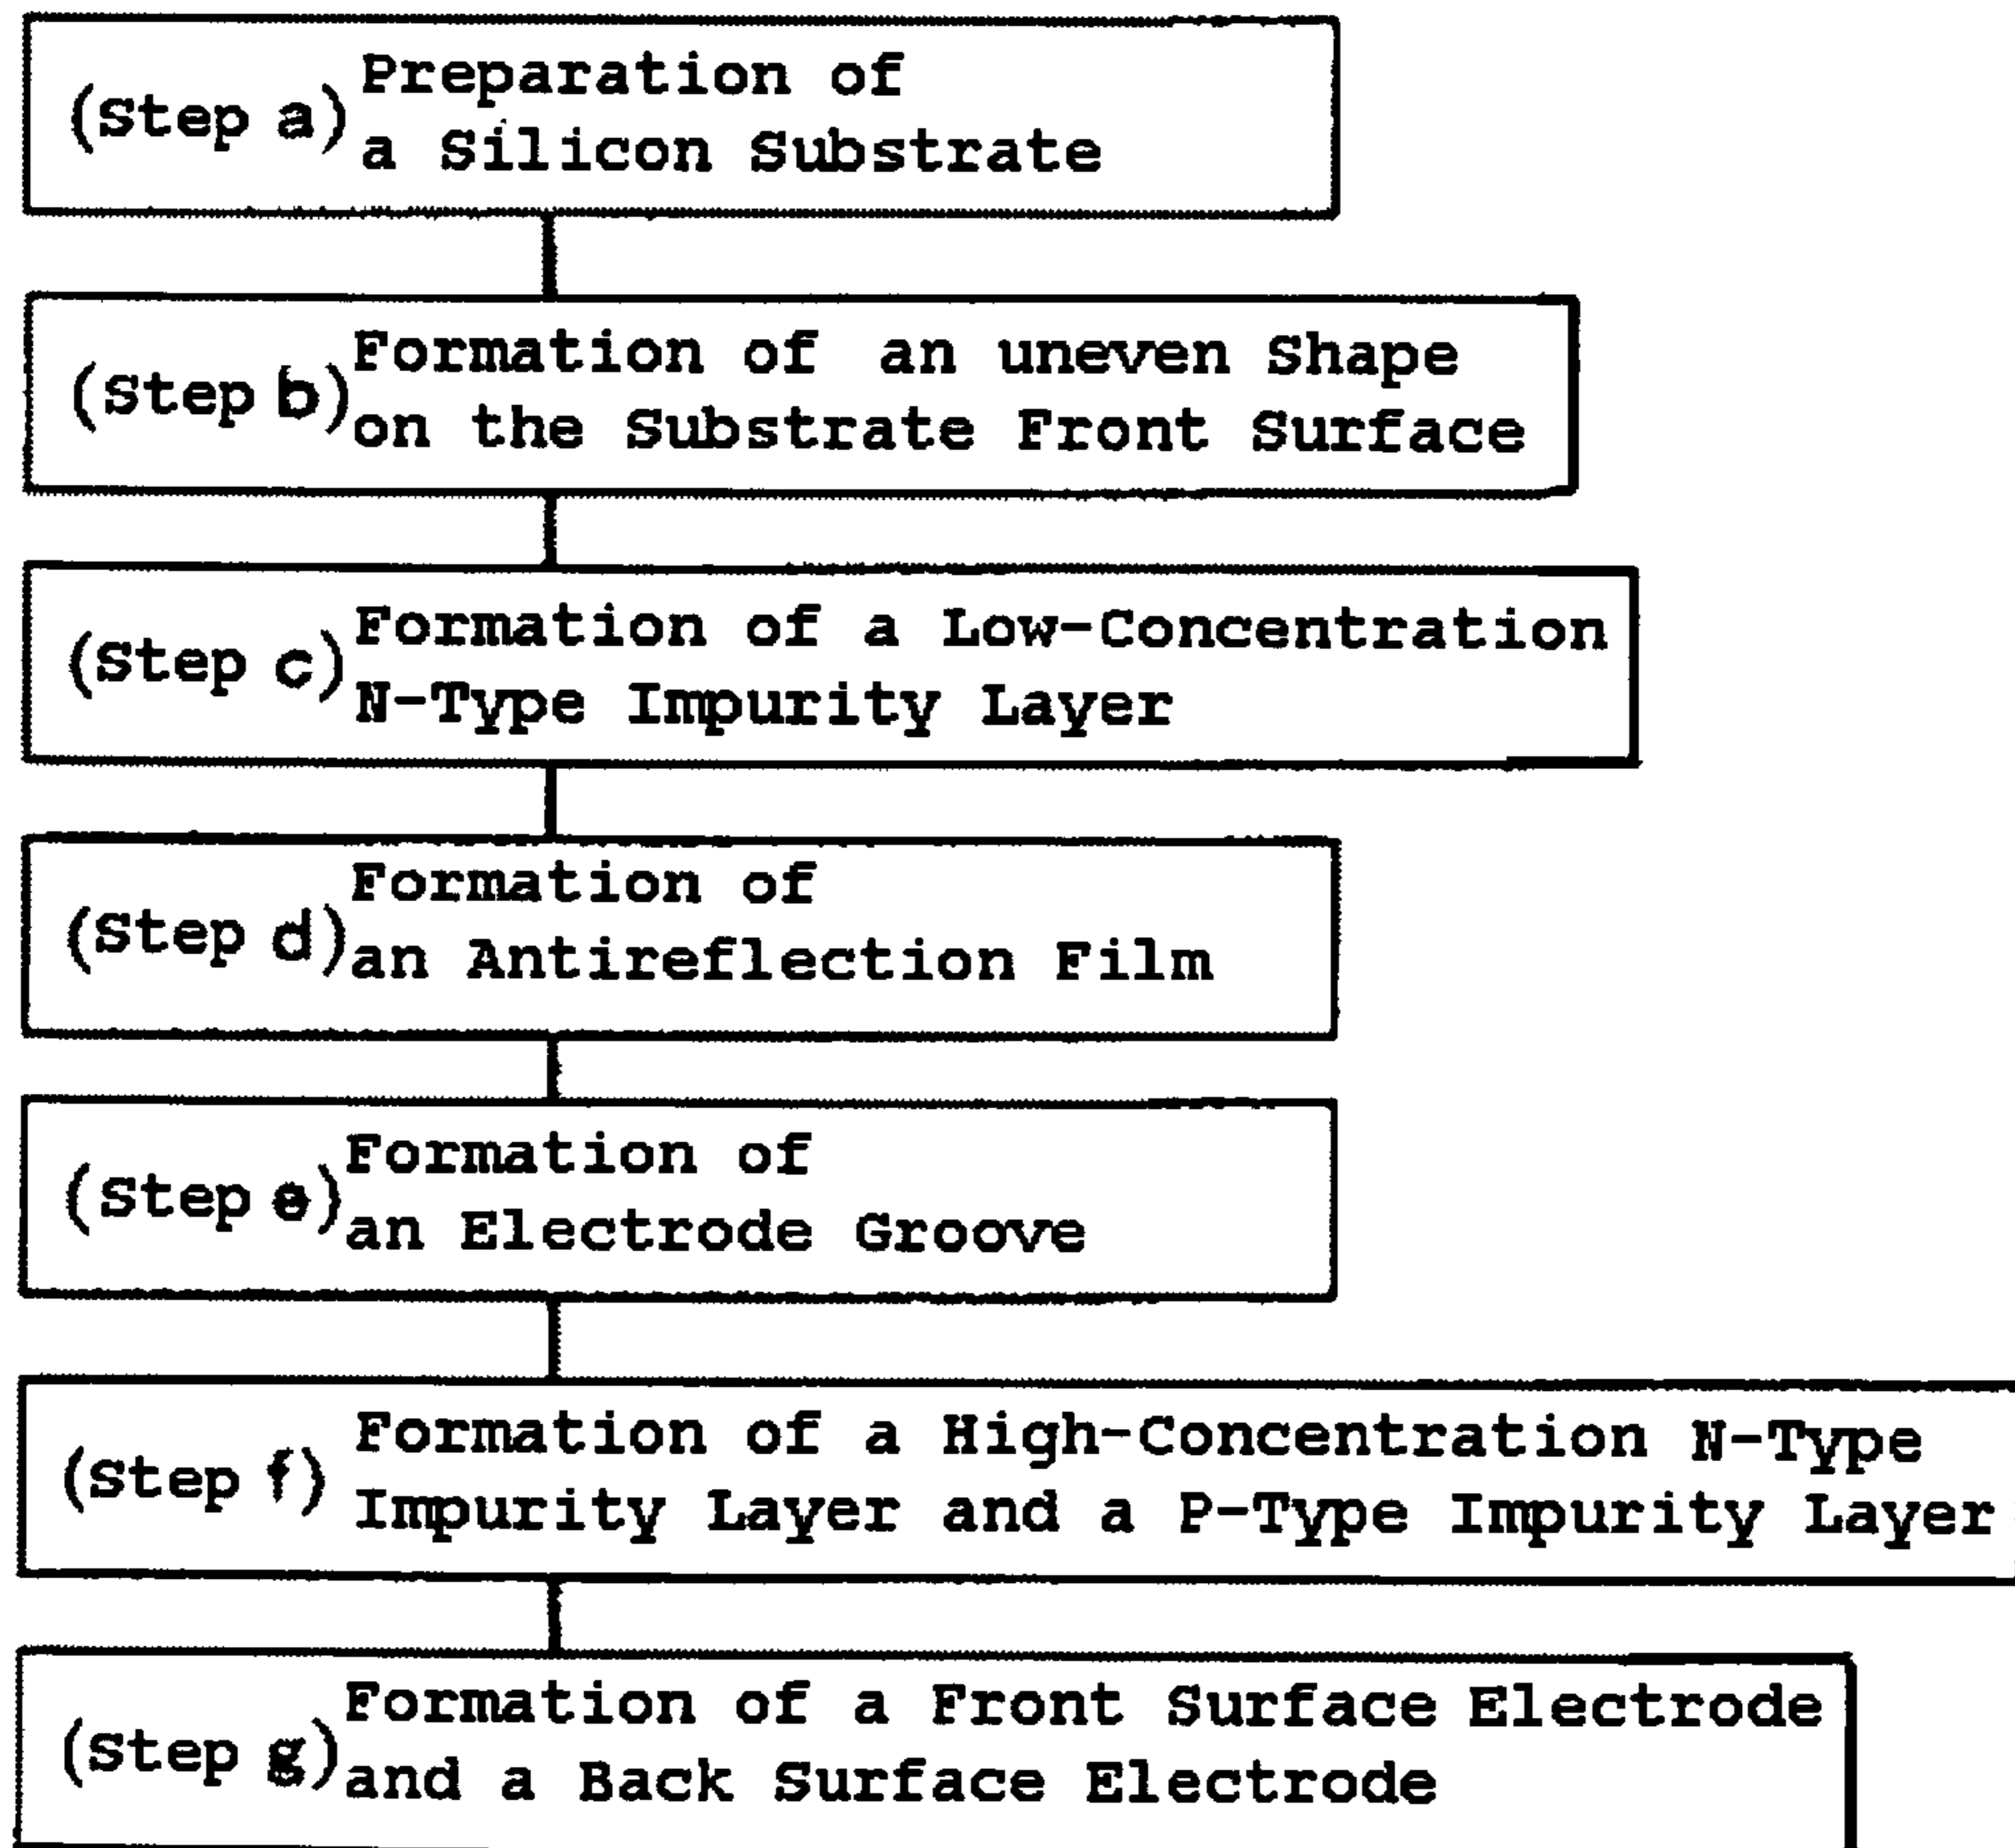 (Step a) Preparation of
a Silicon Substrate
(Step b) Formation of an uneven Shape
on the Substrate Front Surface
(Step c) Formation of a Low-Concentration
N-Type Impurity Layer
(Step d) Formation of
an Antireflection Film
(Step e) Formation of
an Electrode Groove
(Step f) Formation of a High-Concentration N-Type
Impurity Layer and a P-Type Impurity Layer
(Step g) Formation of a Front Surface Electrode
and a Back Surface Electrode